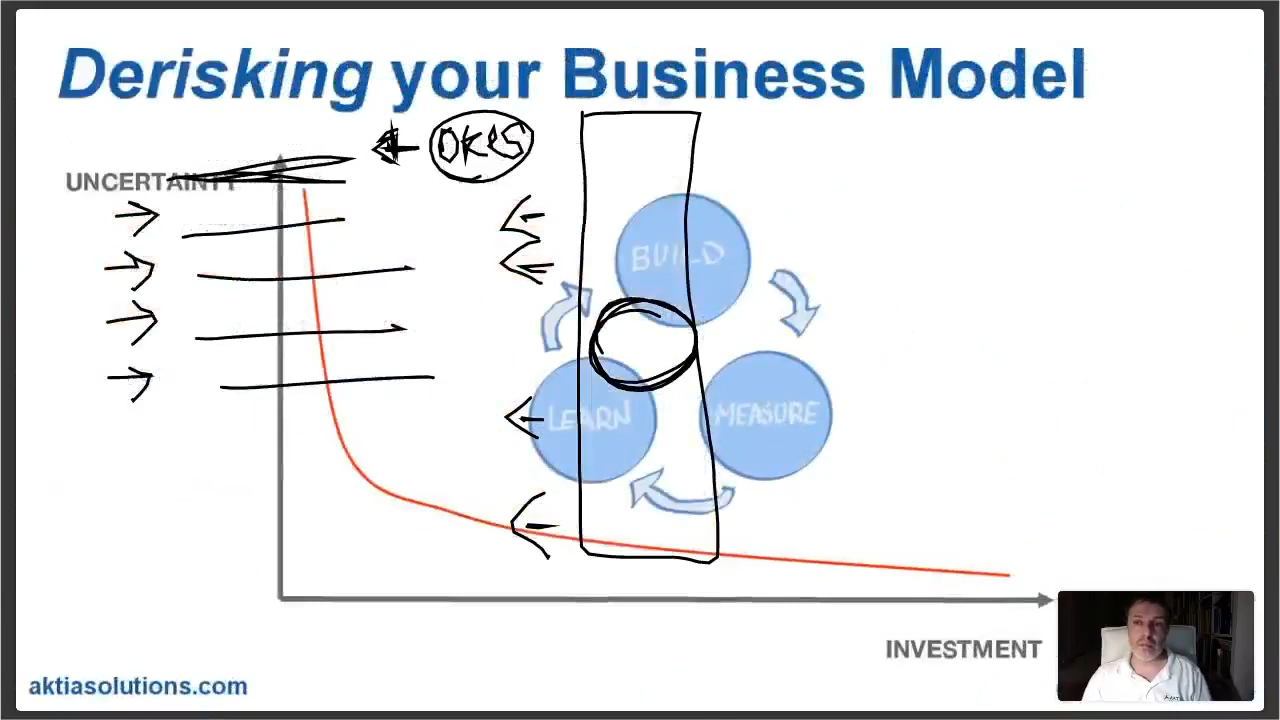 Derisking your Business Model
OKRS
UNCERTAINTY
BUILD
LEARN
MEASURE
INVESTMENT
aktiasolutions.com